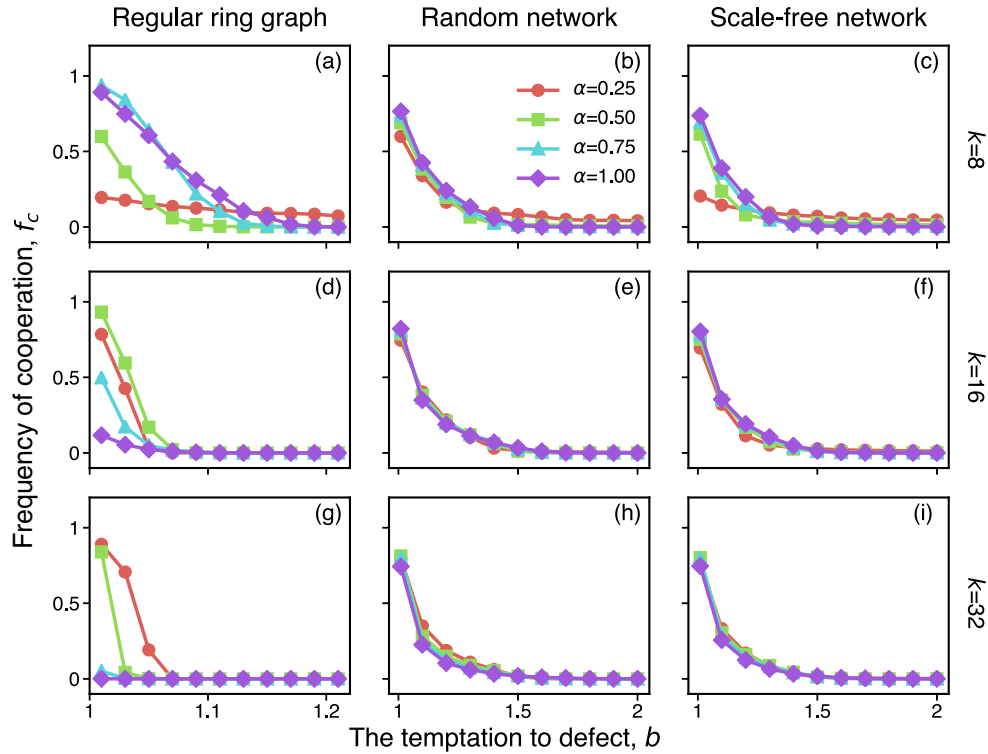 Regular ring graph
Random network
Scale-free network
Frequency of cooperation, f_c
1
0.5
0
(a)
(b)
α=0.25
α=0.50
α=0.75
α=1.00
(c)
k=8
1
0.5
0
(d)
(e)
(f)
k=16
1
0.5
0
(g)
(h)
(i)
k=32
1
1.1
1.2
1
1.5
2
1
1.5
2
The temptation to defect, b